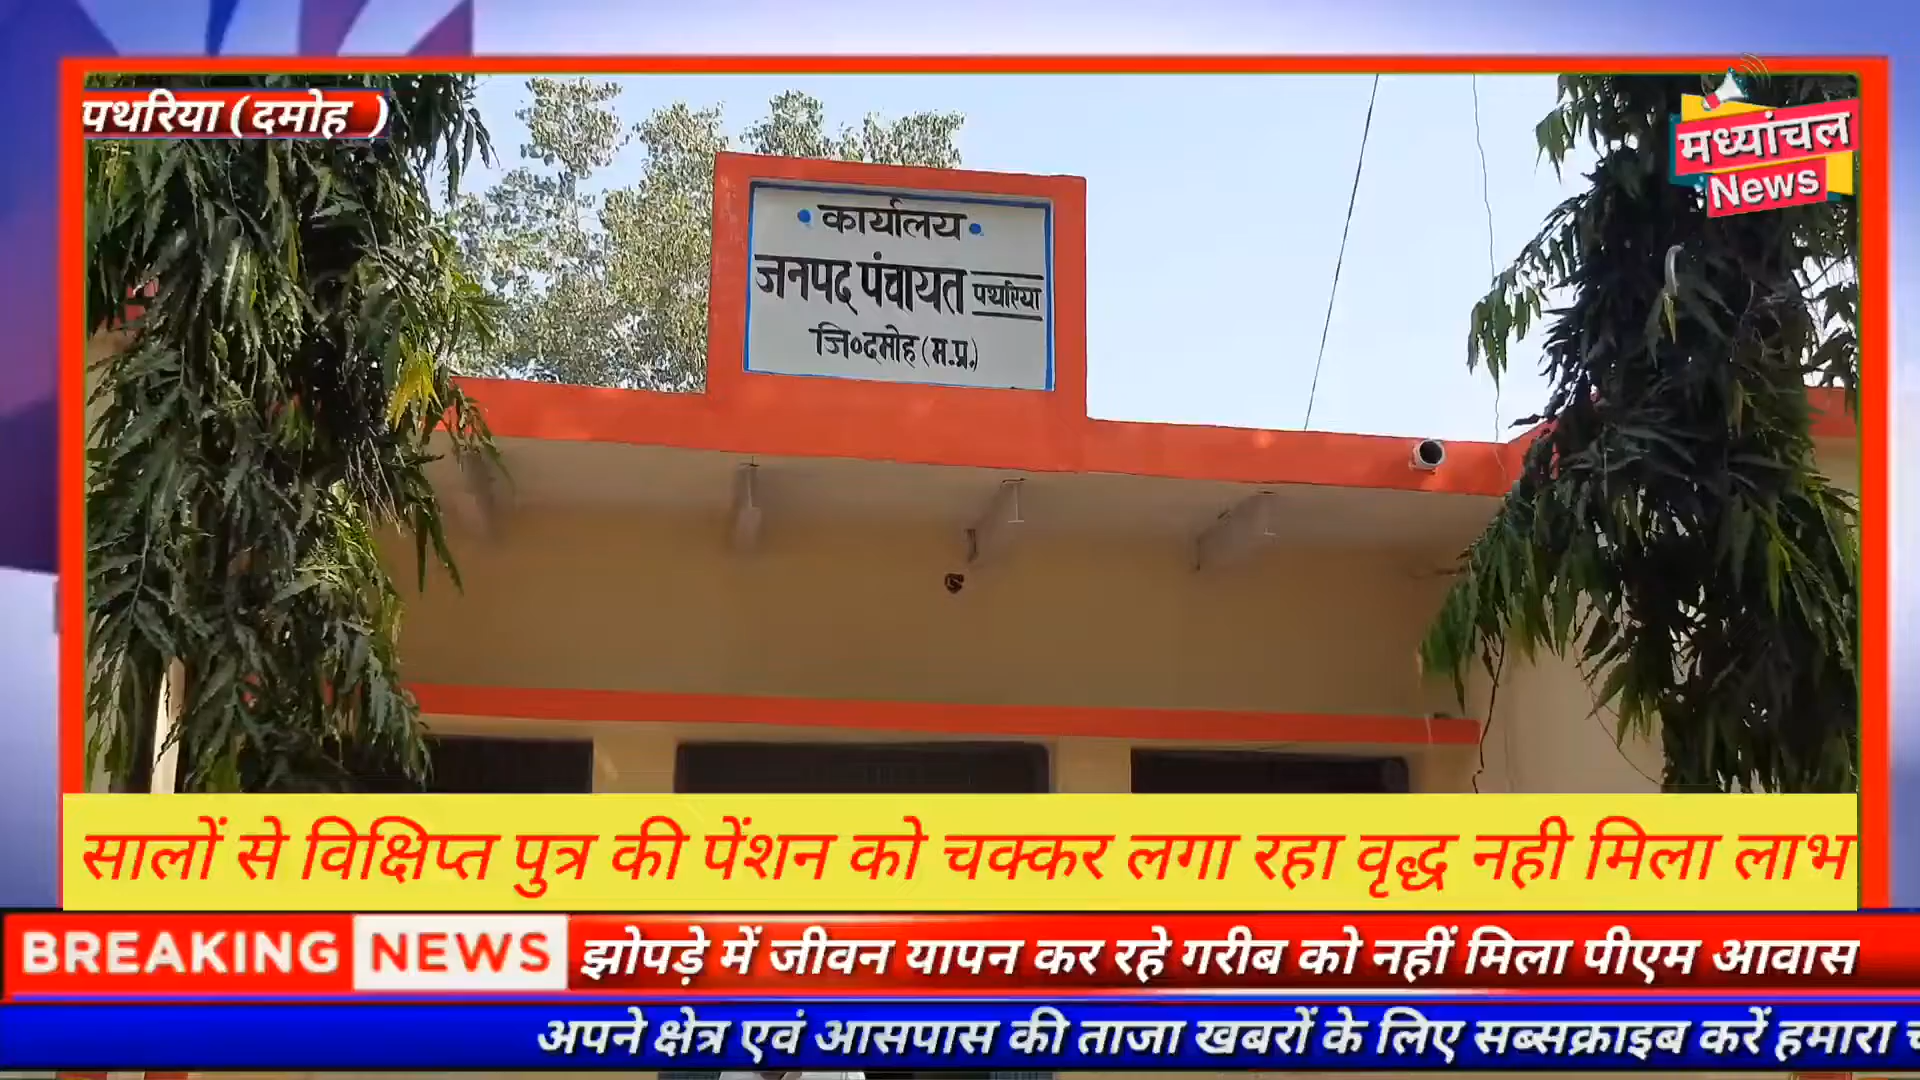 पथरिया (दमोह )
मध्यांचल
News
• कार्यालय •
जनपद पंचायत पथरिया
जि०दमोह (म.प्र.)
सालों से विक्षिप्त पुत्र की पेंशन को चक्कर लगा रहा वृद्ध नही मिला लाभ
BREAKING NEWS झोपड़े में जीवन यापन कर रहे गरीब को नहीं मिला पीएम आवास
अपने क्षेत्र एवं आसपास की ताजा खबरों के लिए सब्सक्राइब करें हमारा